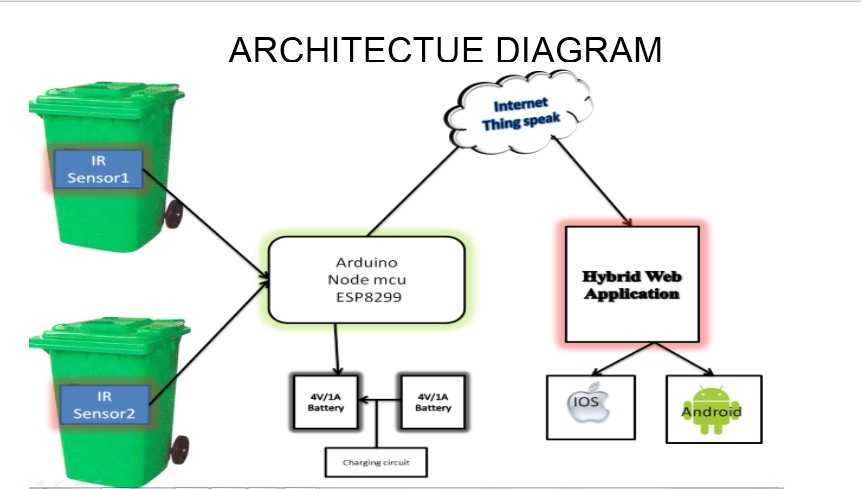 ARCHITECTUE DIAGRAM
Internet
Thing speak
IR
Sensor1
Arduino
Node mcu
ESP8299
Hybrid Web
Application
IR
Sensor2
4V/1A
Battery
4V/1A
Battery
IOS
Android
Charging circuit